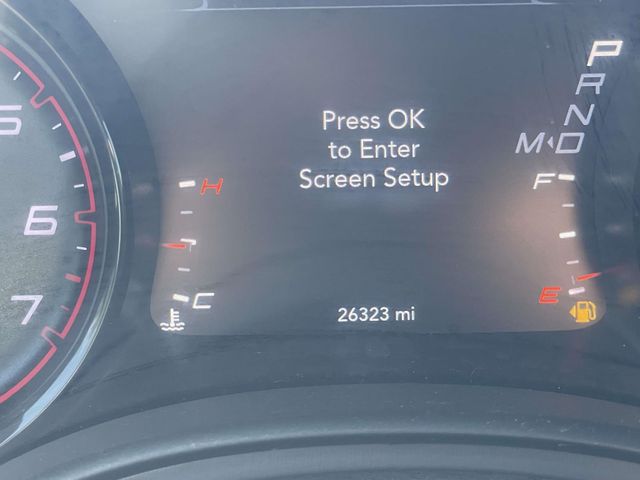 P
R
N
M◂D
Press OK
to Enter
Screen Setup
5
6
7
H
C
F
E
26323 mi